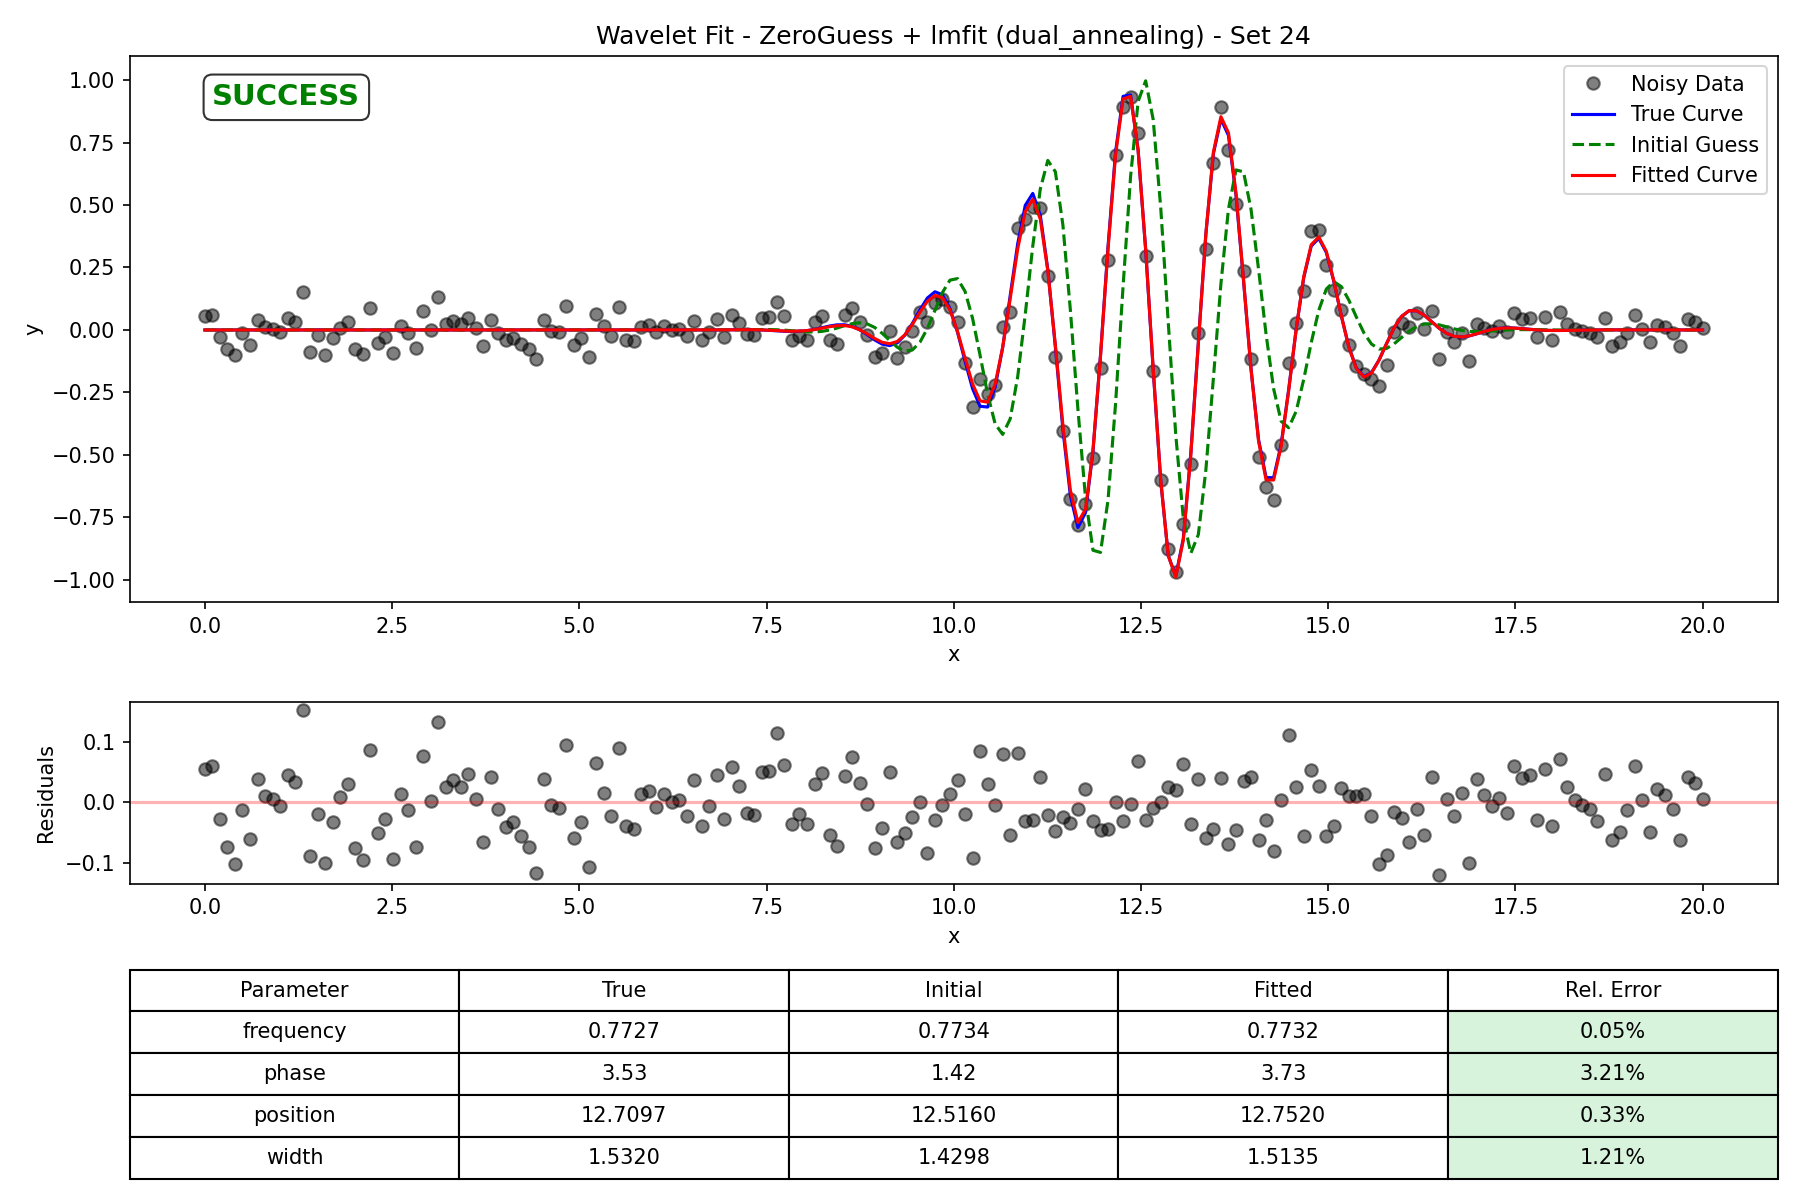 Wavelet Fit - ZeroGuess + lmfit (dual_annealing) - Set 24
SUCCESS
Noisy Data
True Curve
Initial Guess
Fitted Curve
y
1.00
0.75
0.50
0.25
0.00
−0.25
−0.50
−0.75
−1.00
0.0 2.5 5.0 7.5 10.0 12.5 15.0 17.5 20.0
x
Residuals
0.1
0.0
−0.1
0.0 2.5 5.0 7.5 10.0 12.5 15.0 17.5 20.0
x
Parameter True Initial Fitted Rel. Error
frequency 0.7727 0.7734 0.7732 0.05%
phase 3.53 1.42 3.73 3.21%
position 12.7097 12.5160 12.7520 0.33%
width 1.5320 1.4298 1.5135 1.21%